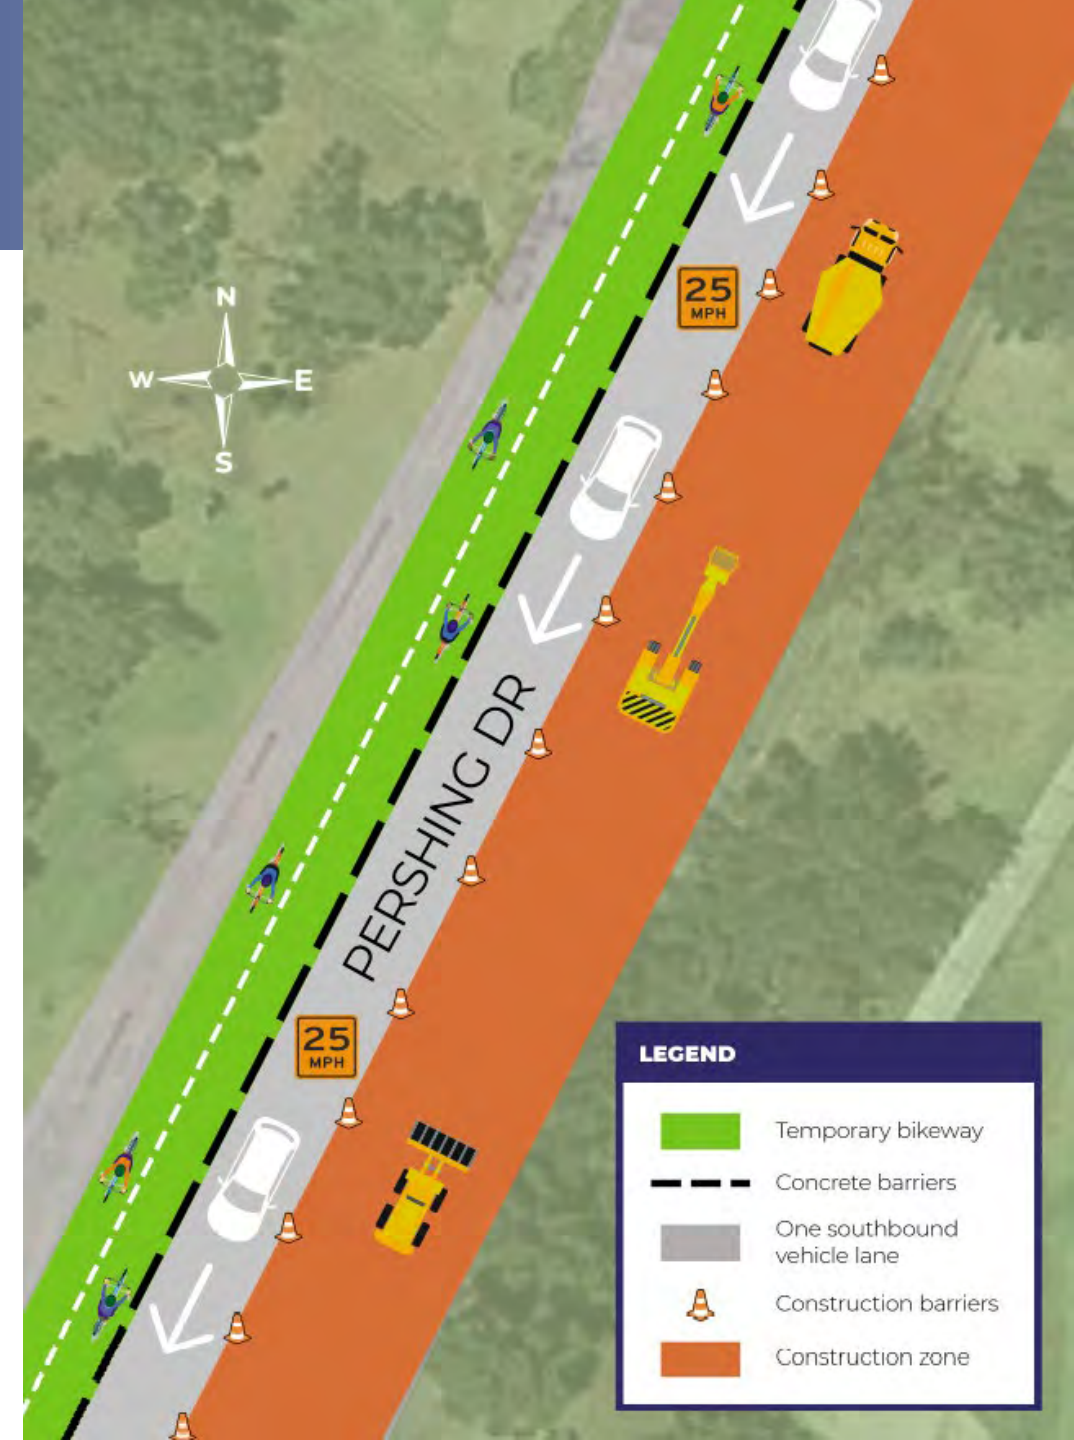 N
W E
S
25
MPH
PERSHING DR
25
MPH
LEGEND
Temporary bikeway
Concrete barriers
One southbound
vehicle lane
Construction barriers
Construction zone